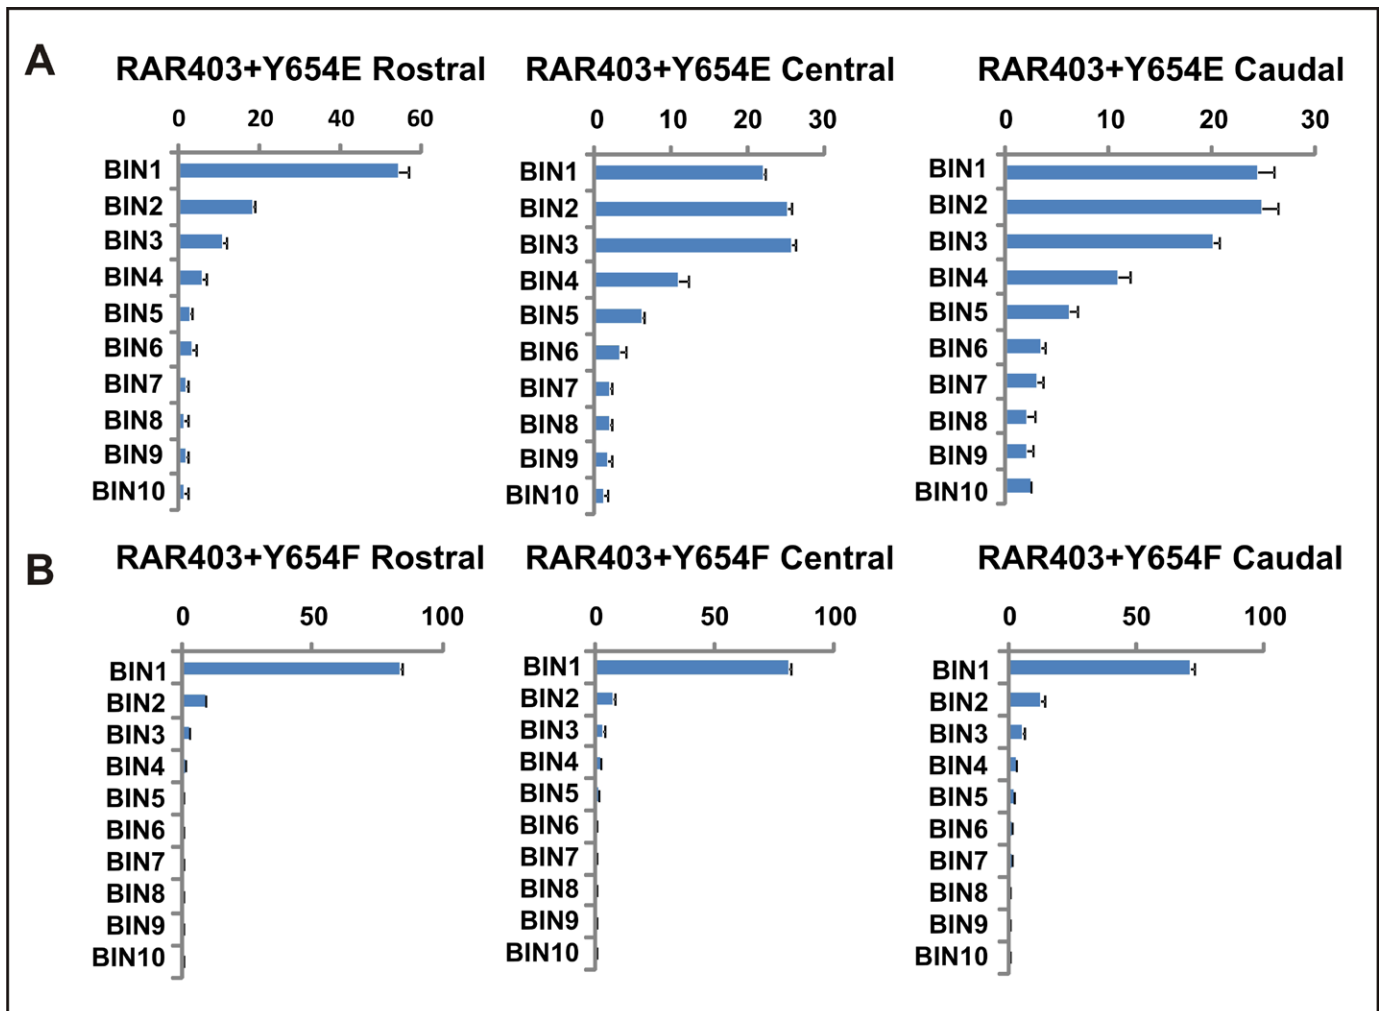 A
RAR403+Y654E Rostral
0 20 40 60
BIN1
BIN2
BIN3
BIN4
BIN5
BIN6
BIN7
BIN8
BIN9
BIN10
RAR403+Y654E Central
0 10 20 30
BIN1
BIN2
BIN3
BIN4
BIN5
BIN6
BIN7
BIN8
BIN9
BIN10
RAR403+Y654E Caudal
0 10 20 30
BIN1
BIN2
BIN3
BIN4
BIN5
BIN6
BIN7
BIN8
BIN9
BIN10
B
RAR403+Y654F Rostral
0 50 100
BIN1
BIN2
BIN3
BIN4
BIN5
BIN6
BIN7
BIN8
BIN9
BIN10
RAR403+Y654F Central
0 50 100
BIN1
BIN2
BIN3
BIN4
BIN5
BIN6
BIN7
BIN8
BIN9
BIN10
RAR403+Y654F Caudal
0 50 100
BIN1
BIN2
BIN3
BIN4
BIN5
BIN6
BIN7
BIN8
BIN9
BIN10